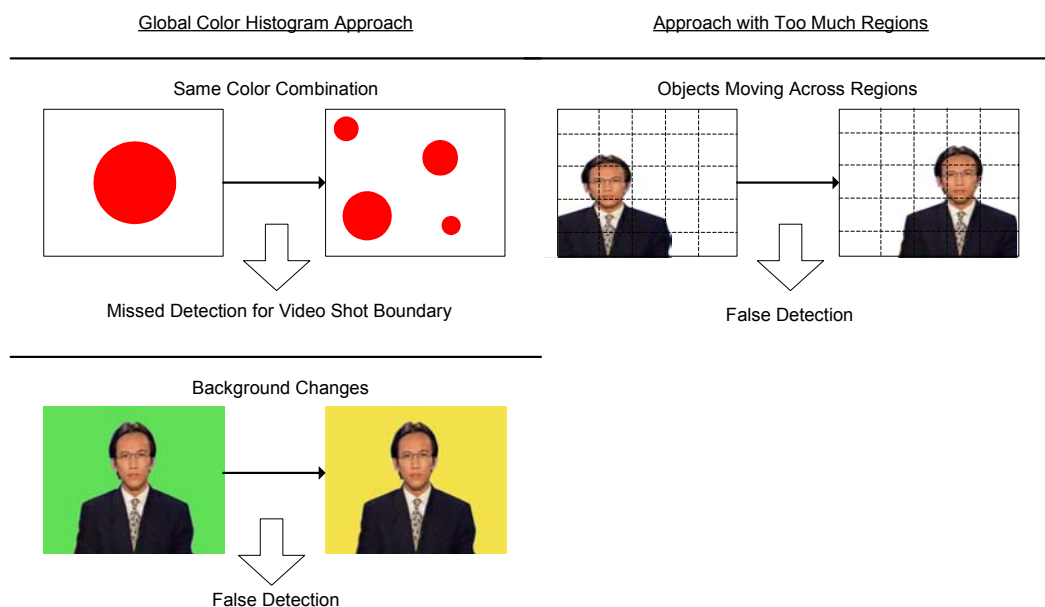 Global Color Histogram Approach
Approach with Too Much Regions
Same Color Combination
Objects Moving Across Regions
Missed Detection for Video Shot Boundary
False Detection
Background Changes
False Detection